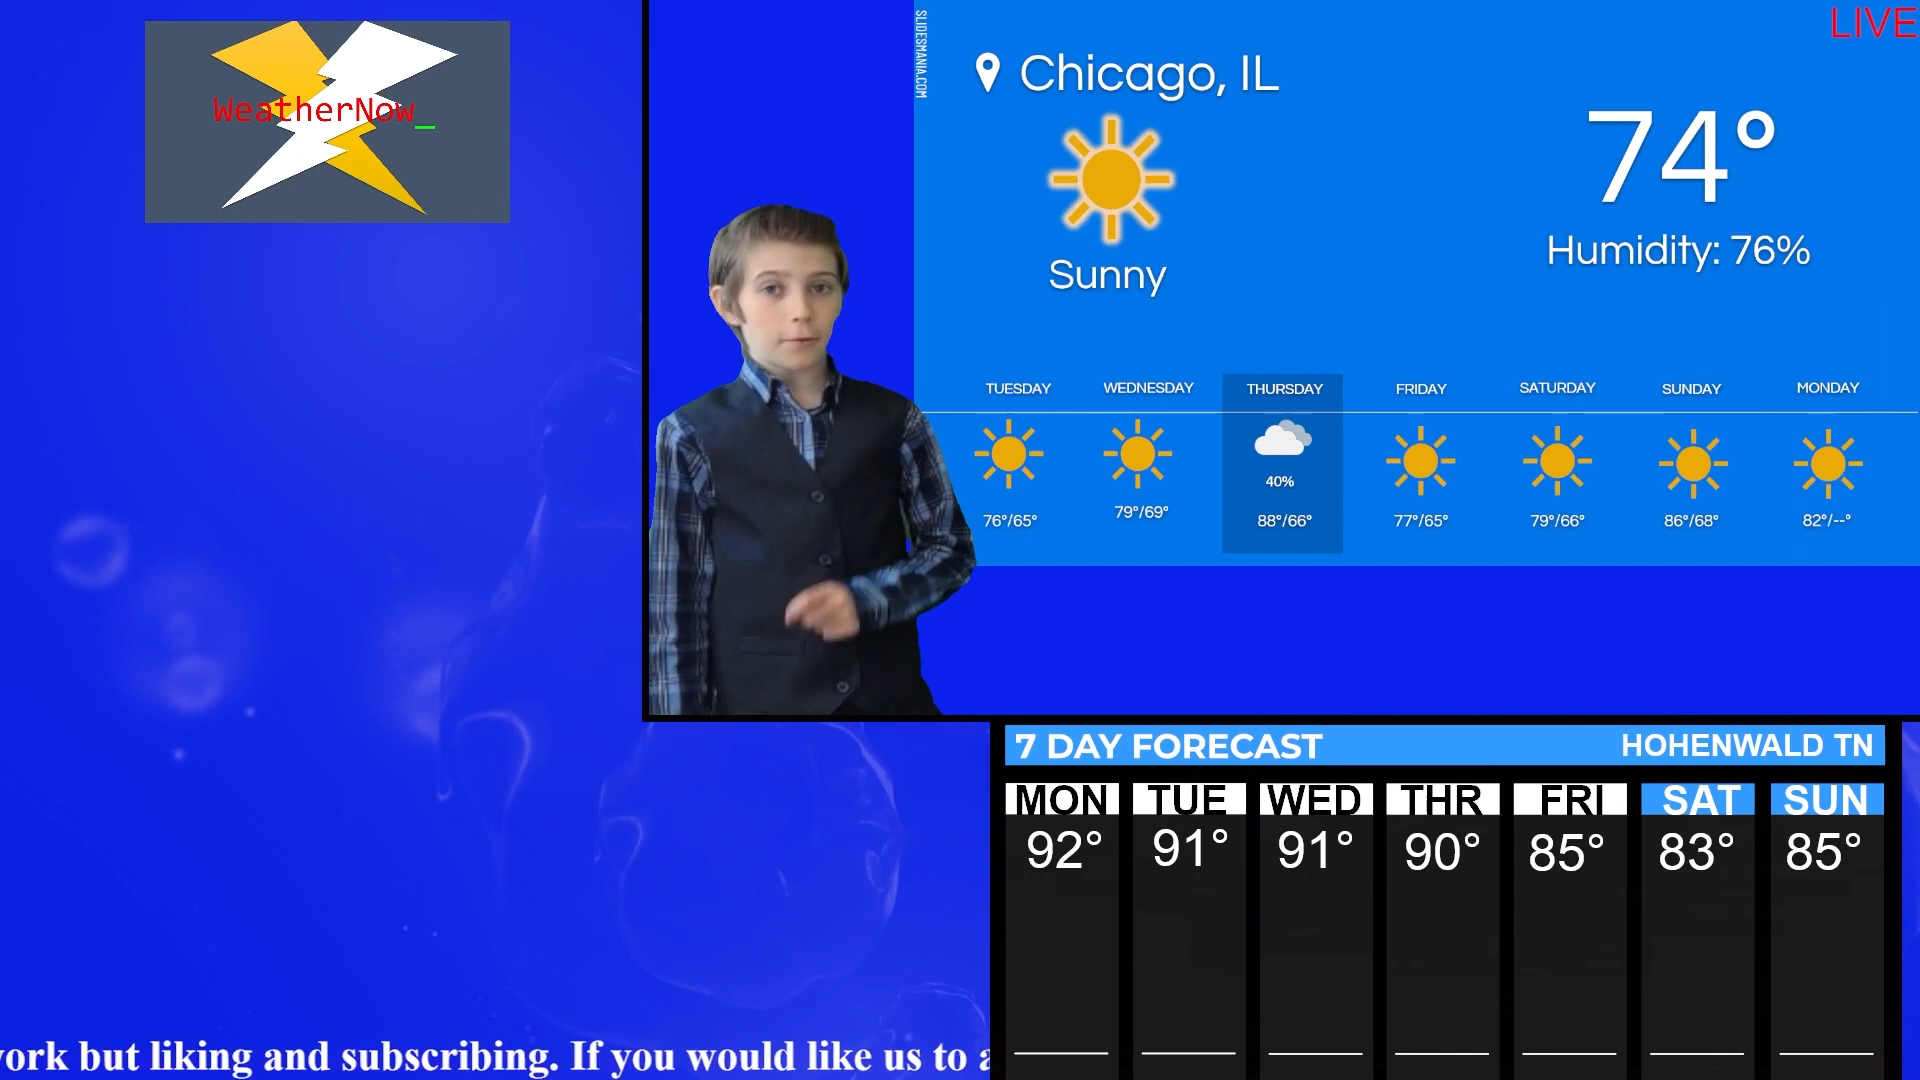 WeatherNow_
SLIDESMANIA.COM
LIVE
Chicago, IL
Sunny
74°
Humidity: 76%
TUESDAY WEDNESDAY THURSDAY FRIDAY SATURDAY SUNDAY MONDAY
40%
76°/65° 79°/69° 88°/66° 77°/65° 79°/66° 86°/68° 82°/--°
7 DAY FORECAST HOHENWALD TN
MON TUE WED THR FRI SAT SUN
92° 91° 91° 90° 85° 83° 85°
but liking and subscribing. If you would like us to